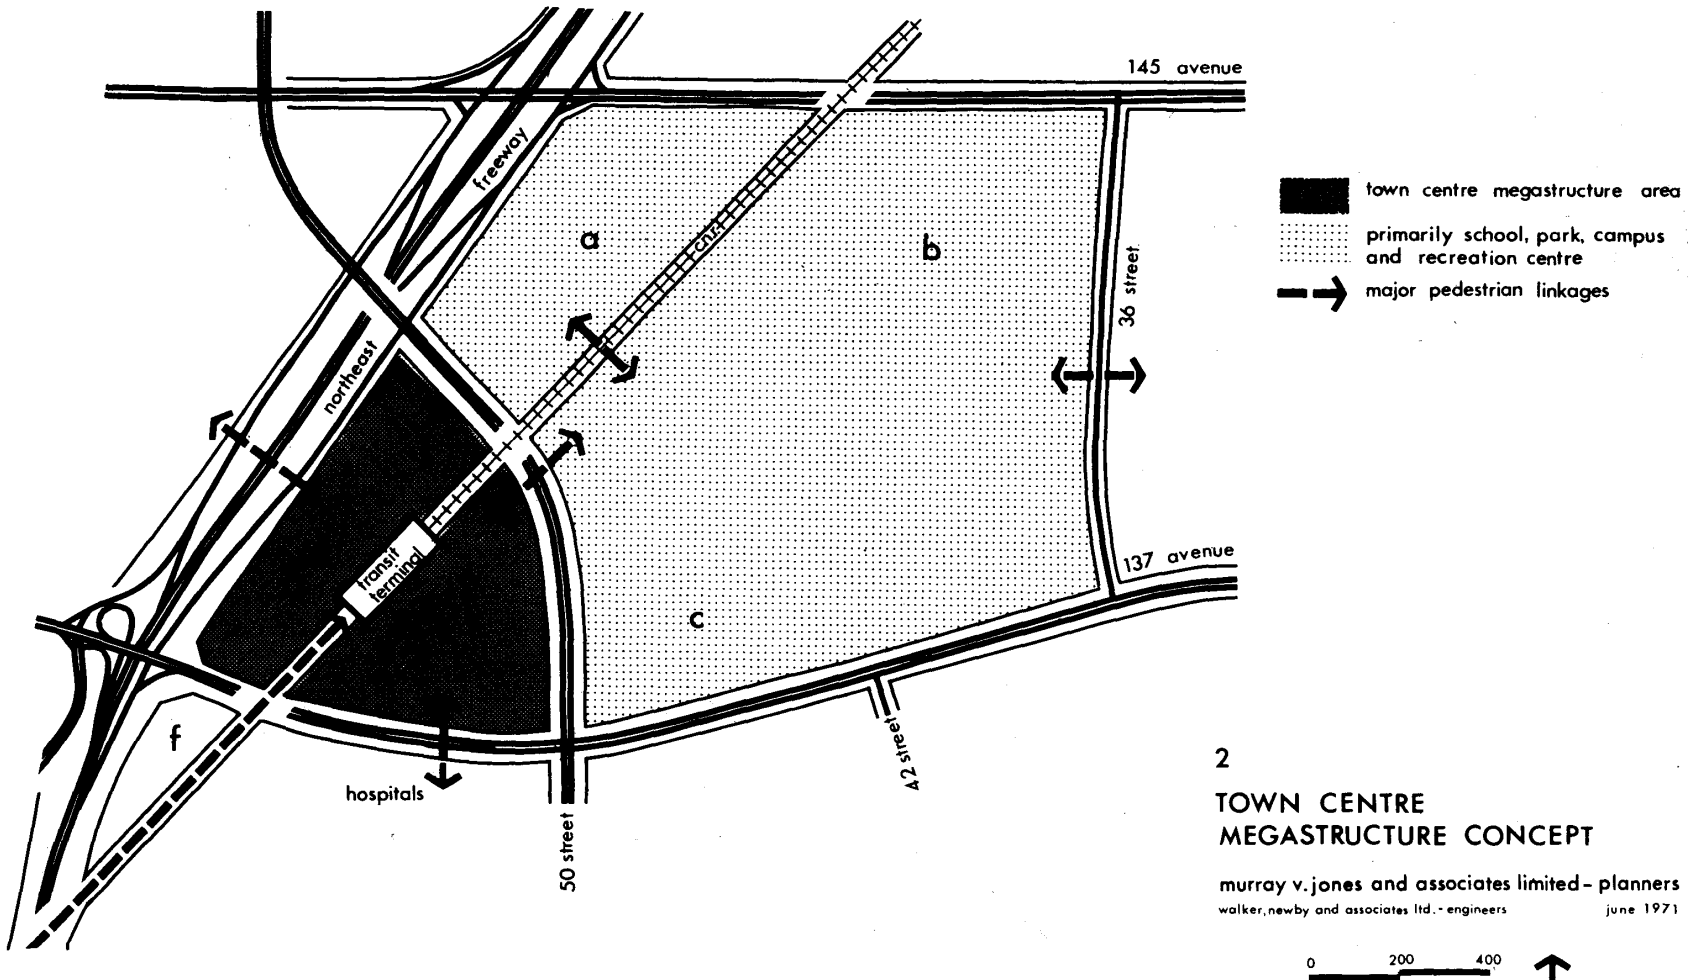 145 avenue
freeway
town centre megastructure area
primarily school, park, campus
and recreation centre
major pedestrian linkages
a
cnr
b
36 street
northeast
transit
terminal
137 avenue
c
f
hospitals
50 street
42 street
2
TOWN CENTRE
MEGASTRUCTURE CONCEPT
murray v. jones and associates limited - planners
walker, newby and associates ltd. - engineers june 1971
0 200 400